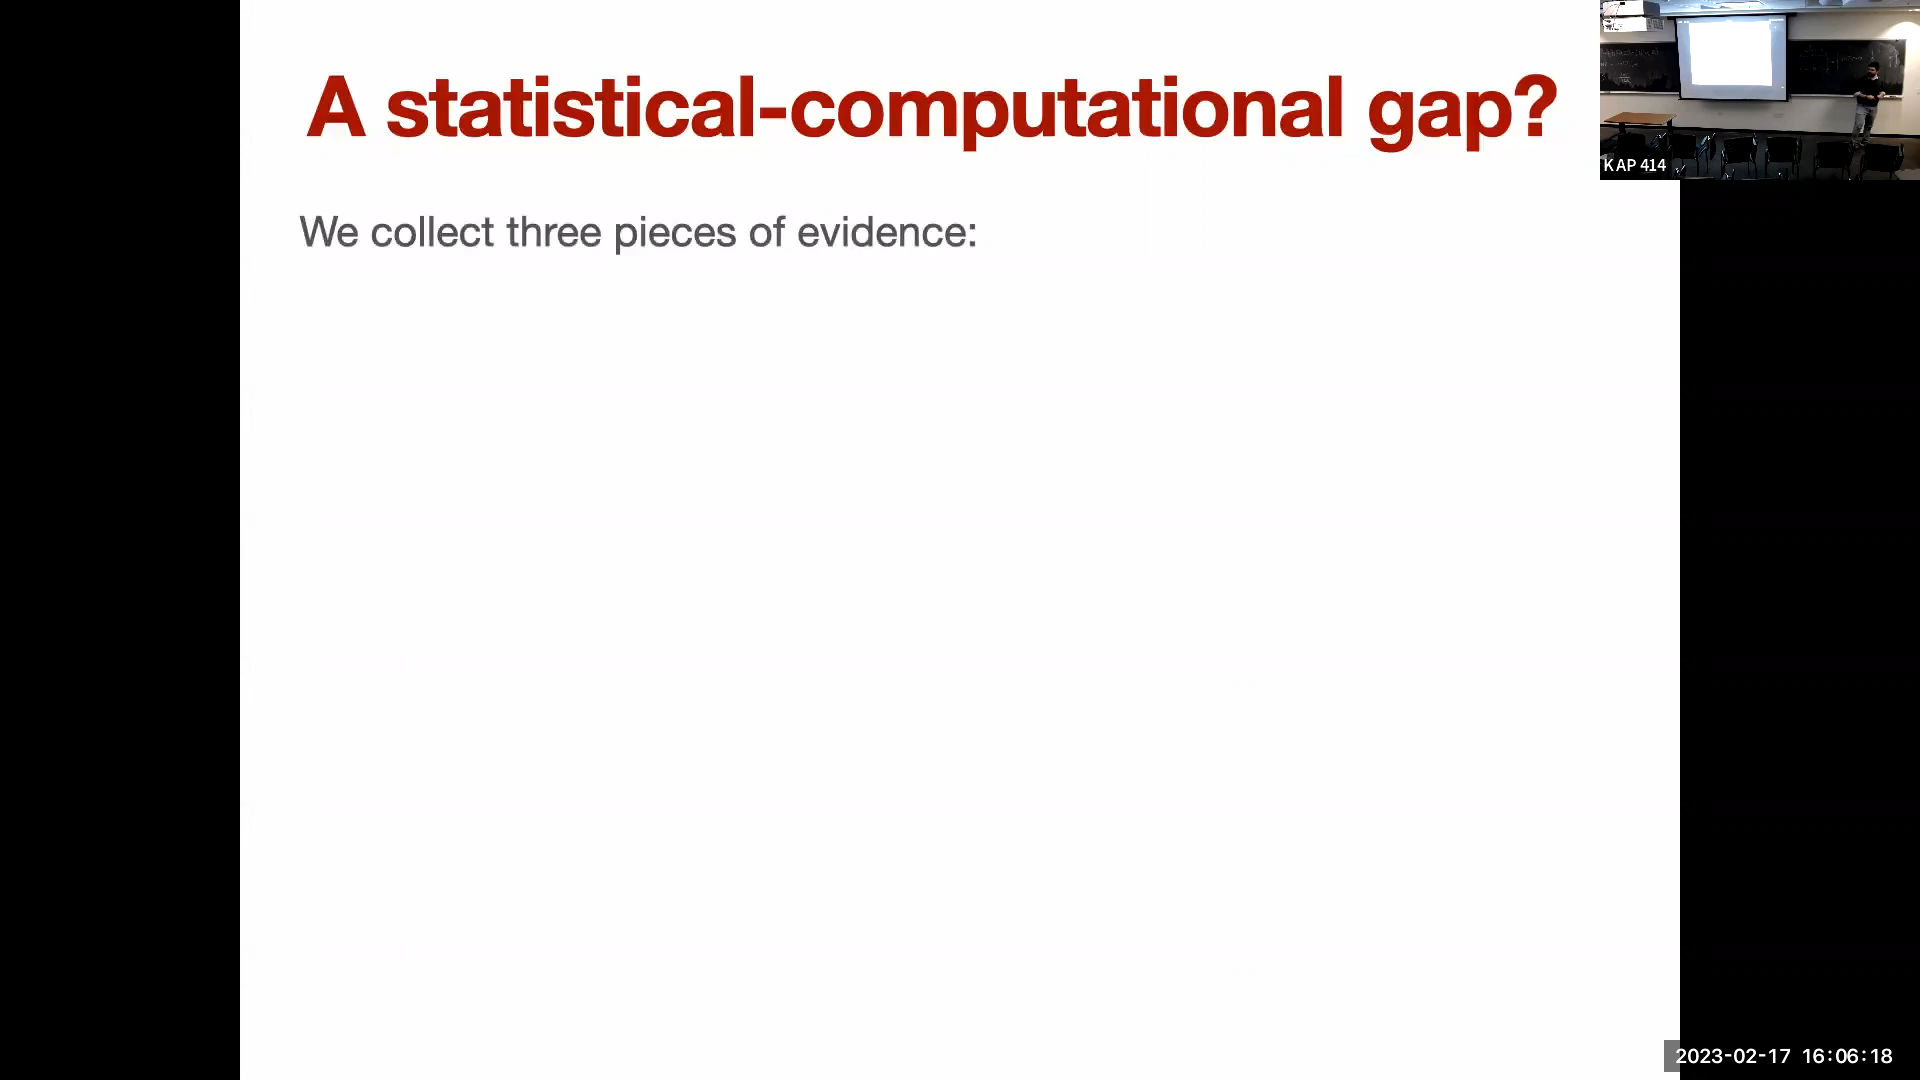 A statistical-computational gap?
We collect three pieces of evidence:
KAP 414
2023-02-17 16:06:18